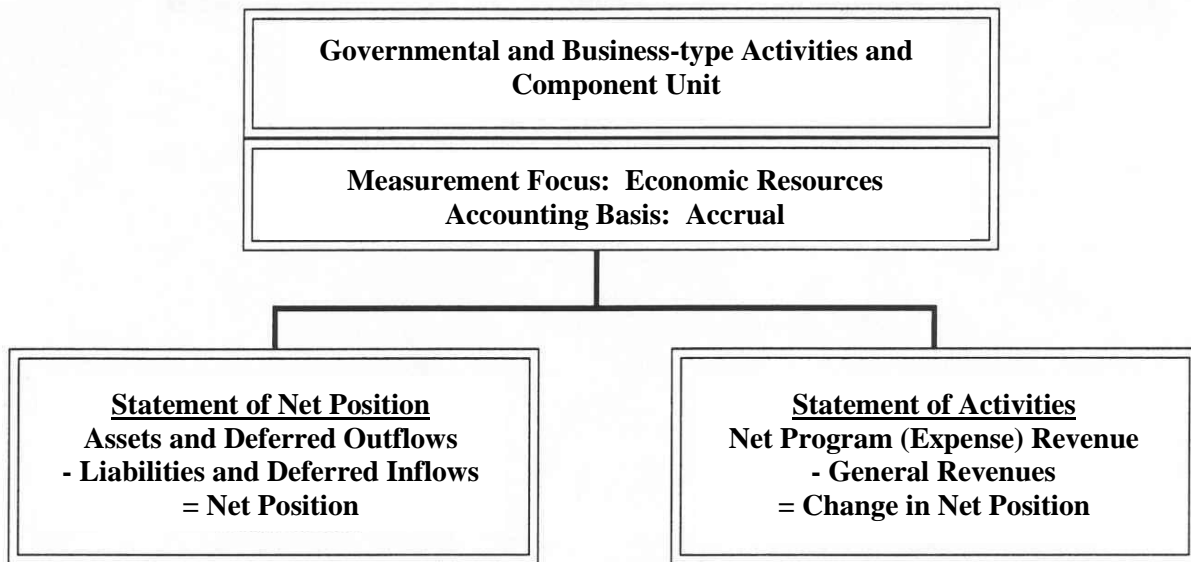 Governmental and Business-type Activities and
Component Unit
Measurement Focus: Economic Resources
Accounting Basis: Accrual
Statement of Net Position
Assets and Deferred Outflows
- Liabilities and Deferred Inflows
= Net Position
Statement of Activities
Net Program (Expense) Revenue
- General Revenues
= Change in Net Position